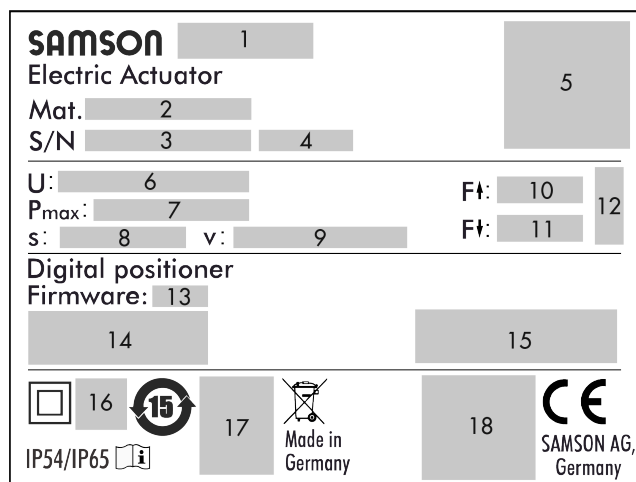 SAMSON 1
Electric Actuator
5
Mat. 2
S/N 3 4
U: 6
Pmax: 7
s: 8 v: 9
F⬆: 10
F⬇: 11
12
Digital positioner
Firmware: 13
14
15
16
15
17
18
IP54/IP65 i
Made in
Germany
CE
SAMSON AG,
Germany